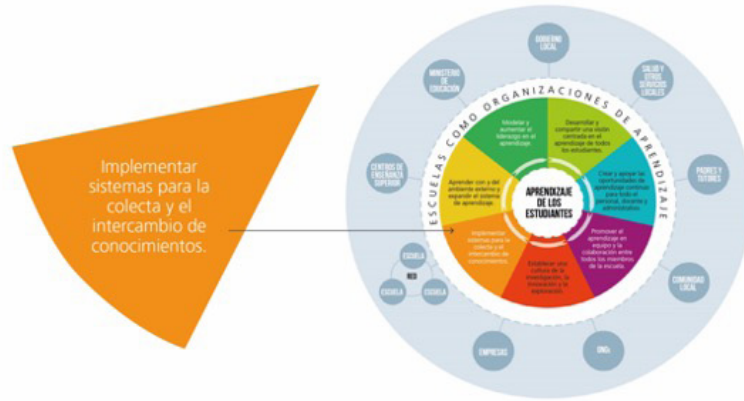 Implementar
sistemas para la
colecta y el
intercambio de
conocimientos.
GOBIERNO
LOCAL
MINISTERIO
DE
EDUCACIÓN
SALUD Y
OTROS
SERVICIOS
LOCALES
CENTROS DE
ENSEÑANZA
SUPERIOR
PADRES Y
TUTORES
ESCUELA
RED
ESCUELA
ESCUELA
COMUNIDAD
LOCAL
EMPRESAS
ONGs
ESCUELAS COMO ORGANIZACIONES DE APRENDIZAJE
Modelar y
aumentar el
liderazgo en el
aprendizaje.
Desarrollar y
compartir una visión
centrada en el
aprendizaje de todos
los estudiantes.
Aprender con y del
ambiente externo y
expandir el sistema
de aprendizaje.
Crear y apoyar las
oportunidades de
aprendizaje continuo
para todo el
personal, docente y
administrativo.
APRENDIZAJE
DE LOS
ESTUDIANTES
Implementar
sistemas para la
colecta y el
intercambio de
conocimientos.
Promover el
aprendizaje en
equipo y la
colaboración entre
todos los miembros
de la escuela.
Establecer una
cultura de la
investigación, la
innovación y la
exploración.